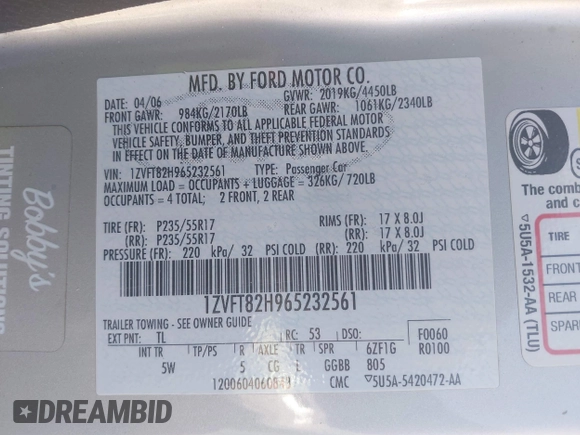 MFD. BY FORD MOTOR CO.
DATE: 04/06
GVWR: 2019KG/4450LB
FRONT GAWR: 984KG/2170LB
REAR GAWR: 1061KG/2340LB
THIS VEHICLE CONFORMS TO ALL APPLICABLE FEDERAL MOTOR
VEHICLE SAFETY, BUMPER, AND THEFT PREVENTION STANDARDS
IN EFFECT ON THE DATE OF MANUFACTURE SHOWN ABOVE.
VIN: 1ZVFT82H965232561 TYPE: Passenger Car
MAXIMUM LOAD = OCCUPANTS + LUGGAGE = 326KG/720LB
OCCUPANTS = 4 TOTAL; 2 FRONT, 2 REAR
TIRE (FR): P235/55R17 RIMS (FR): 17 X 8.0J
(RR): P235/55R17 (RR): 17 X 8.0J
PRESSURE (FR): 220 kPa/ 32 PSI COLD (RR): 220 kPa/ 32 PSI COLD
1ZVFT82H965232561
TRAILER TOWING - SEE OWNER GUIDE
EXT PNT: TL RC: 53 DSO: F0060
INT TR TP/PS R AXLE TR SPR 6ZF1G R0100
5W 5 CG GGBB 805
CMC ▽5U5A-5420472-AA
Bobby's
TINTING SOLUTIONS
The comb
and c
▽5U5A-1532-AA (TLU)
TIRE
FRONT
REAR
SPAR
DREAMBID